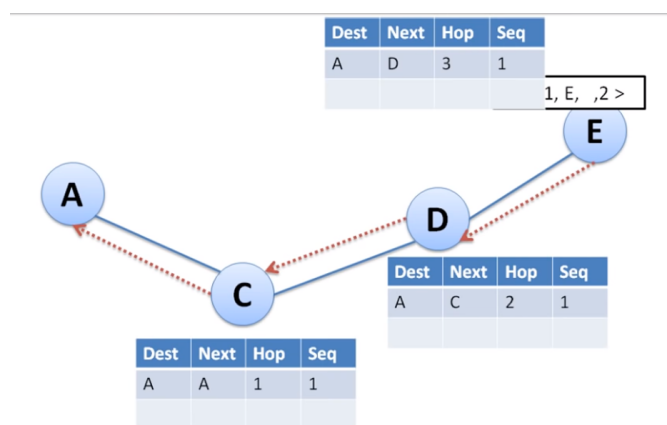 Dest Next Hop Seq
A D 3 1
1, E, ,2 >
E
A
D
Dest Next Hop Seq
A C 2 1
C
Dest Next Hop Seq
A A 1 1